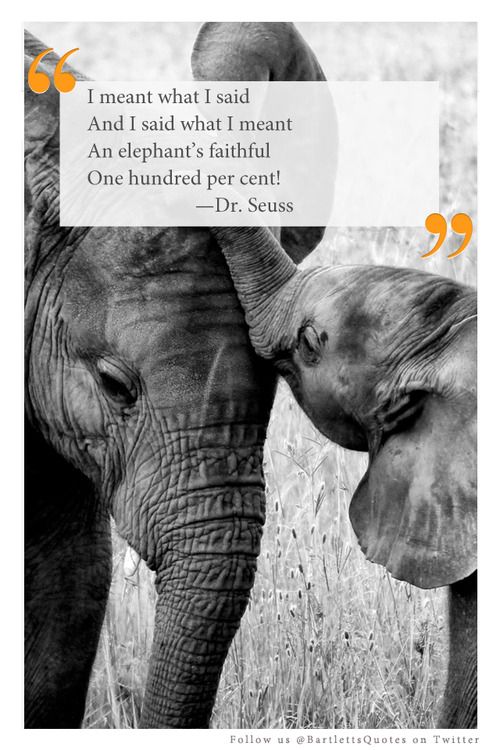 “
I meant what I said
And I said what I meant
An elephant’s faithful
One hundred per cent!
—Dr. Seuss
”
Follow us @BartlettsQuotes on Twitter